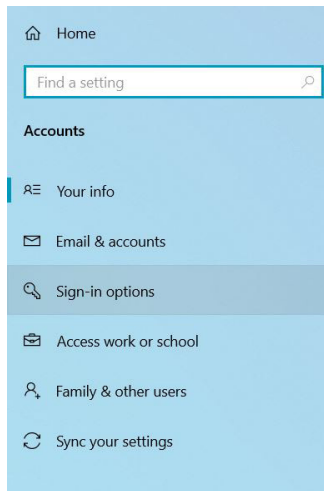 Home
Find a setting
Accounts
Your info
Email & accounts
Sign-in options
Access work or school
Family & other users
Sync your settings